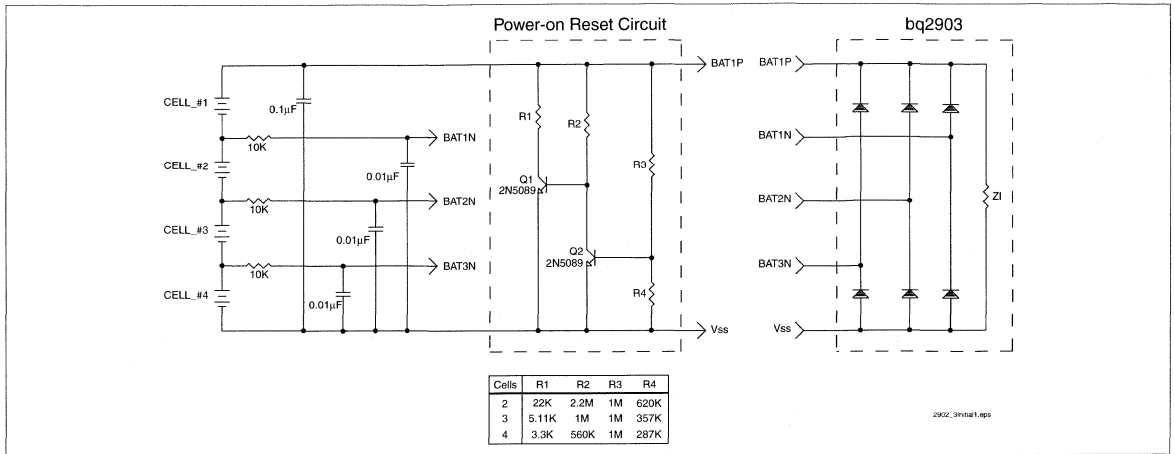 Power-on Reset Circuit
bq2903
BAT1P
BAT1P
CELL_#1
0.1µF
R1
R2
BAT1N
BAT1N
10K
CELL_#2
R3
0.01µF
Q1
2N5089
BAT2N
BAT2N
ZI
10K
CELL_#3
0.01µF
Q2
2N5089
BAT3N
BAT3N
10K
CELL_#4
0.01µF
R4
Vss
Vss
Cells R1 R2 R3 R4
2 22K 2.2M 1M 620K
3 5.11K 1M 1M 357K
4 3.3K 560K 1M 287K
2902_3Initial1.eps